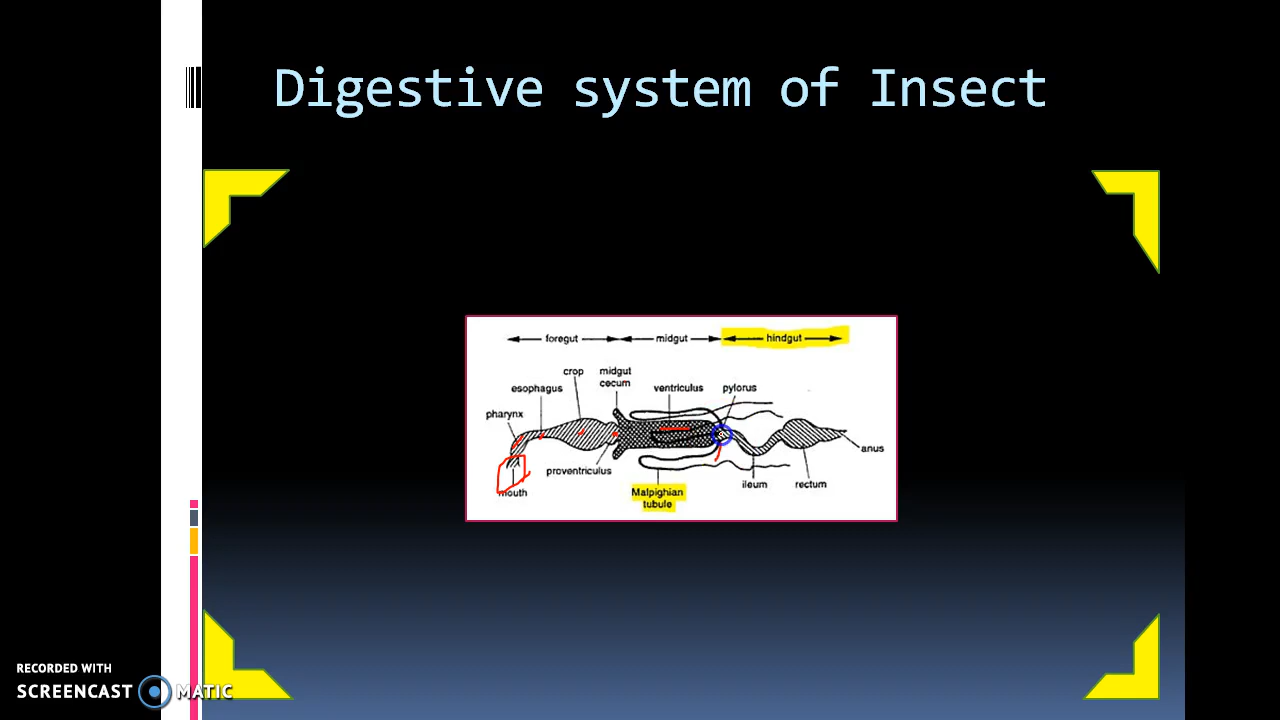 Digestive system of Insect
foregut midgut hindgut
crop midgut
cecum
esophagus ventriculus pylorus
pharynx
anus
proventriculus
mouth Malpighian ileum rectum
tubule
RECORDED WITH
SCREENCAST MATIC